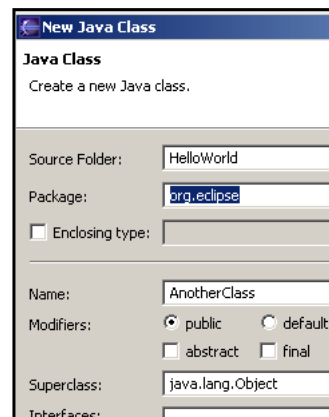 New Java Class
Java Class
Create a new Java class.
Source Folder: HelloWorld
Package: org.eclipse
Enclosing type:
Name: AnotherClass
Modifiers: public default
abstract final
Superclass: java.lang.Object
Interfaces: